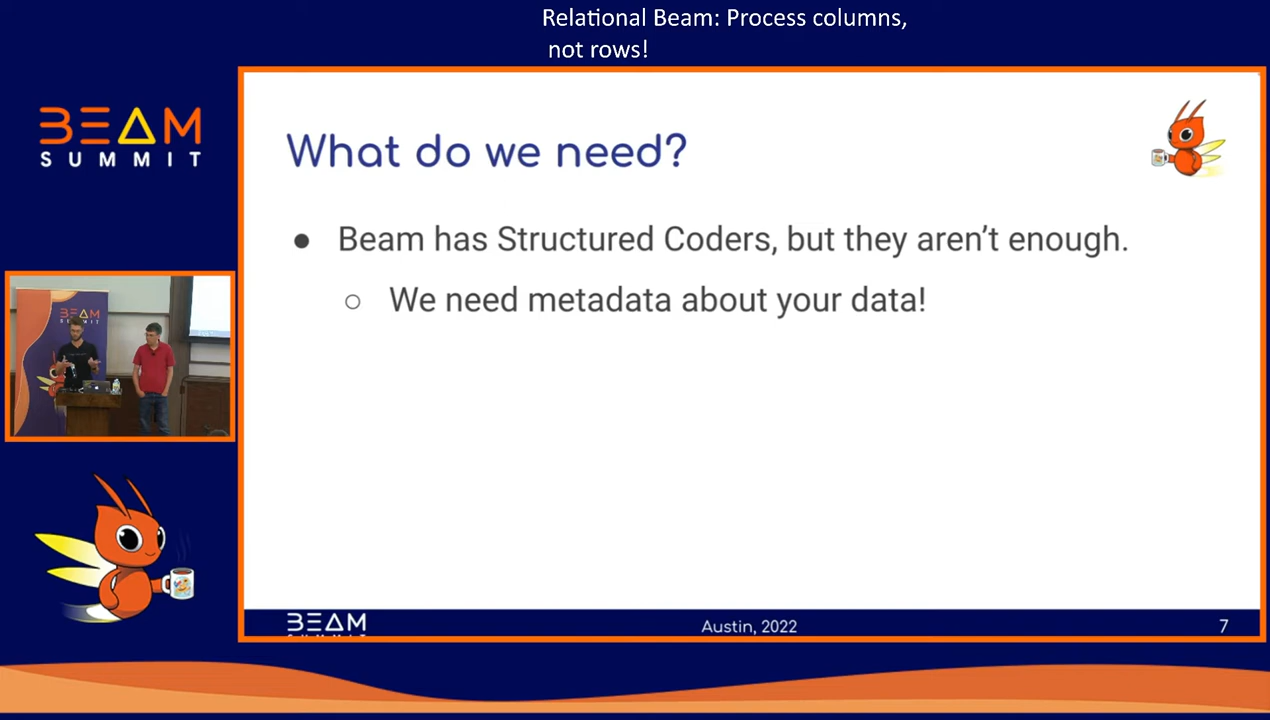 Relational Beam: Process columns,
not rows!
BEAM
SUMMIT
What do we need?
● Beam has Structured Coders, but they aren't enough.
○ We need metadata about your data!
BEAM
BEAM
Austin, 2022
7